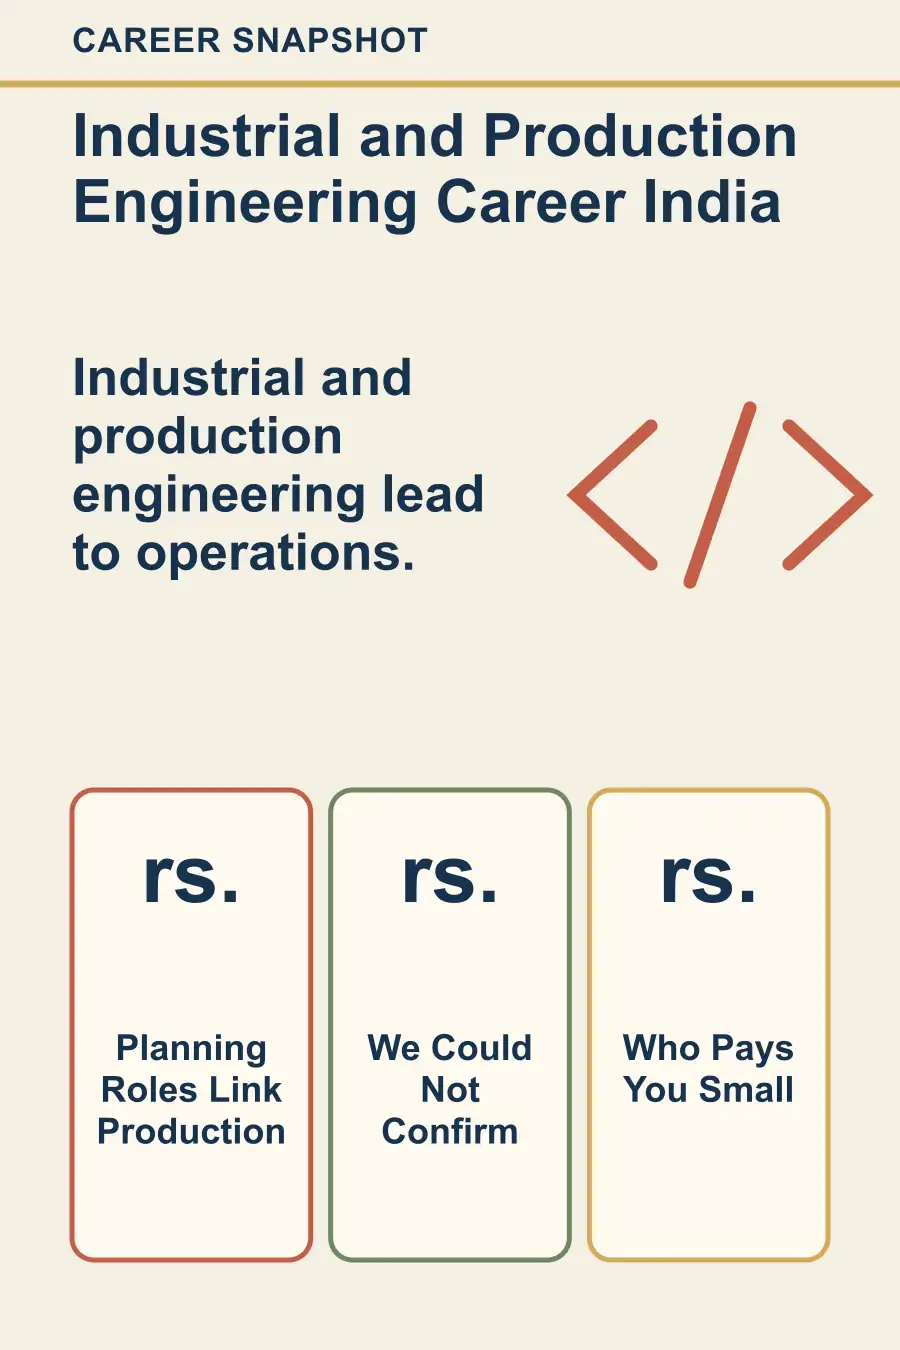 CAREER SNAPSHOT
Industrial and Production
Engineering Career India
Industrial and
production
engineering lead
to operations.
</>
rs.
Planning
Roles Link
Production
rs.
We Could
Not
Confirm
rs.
Who Pays
You Small